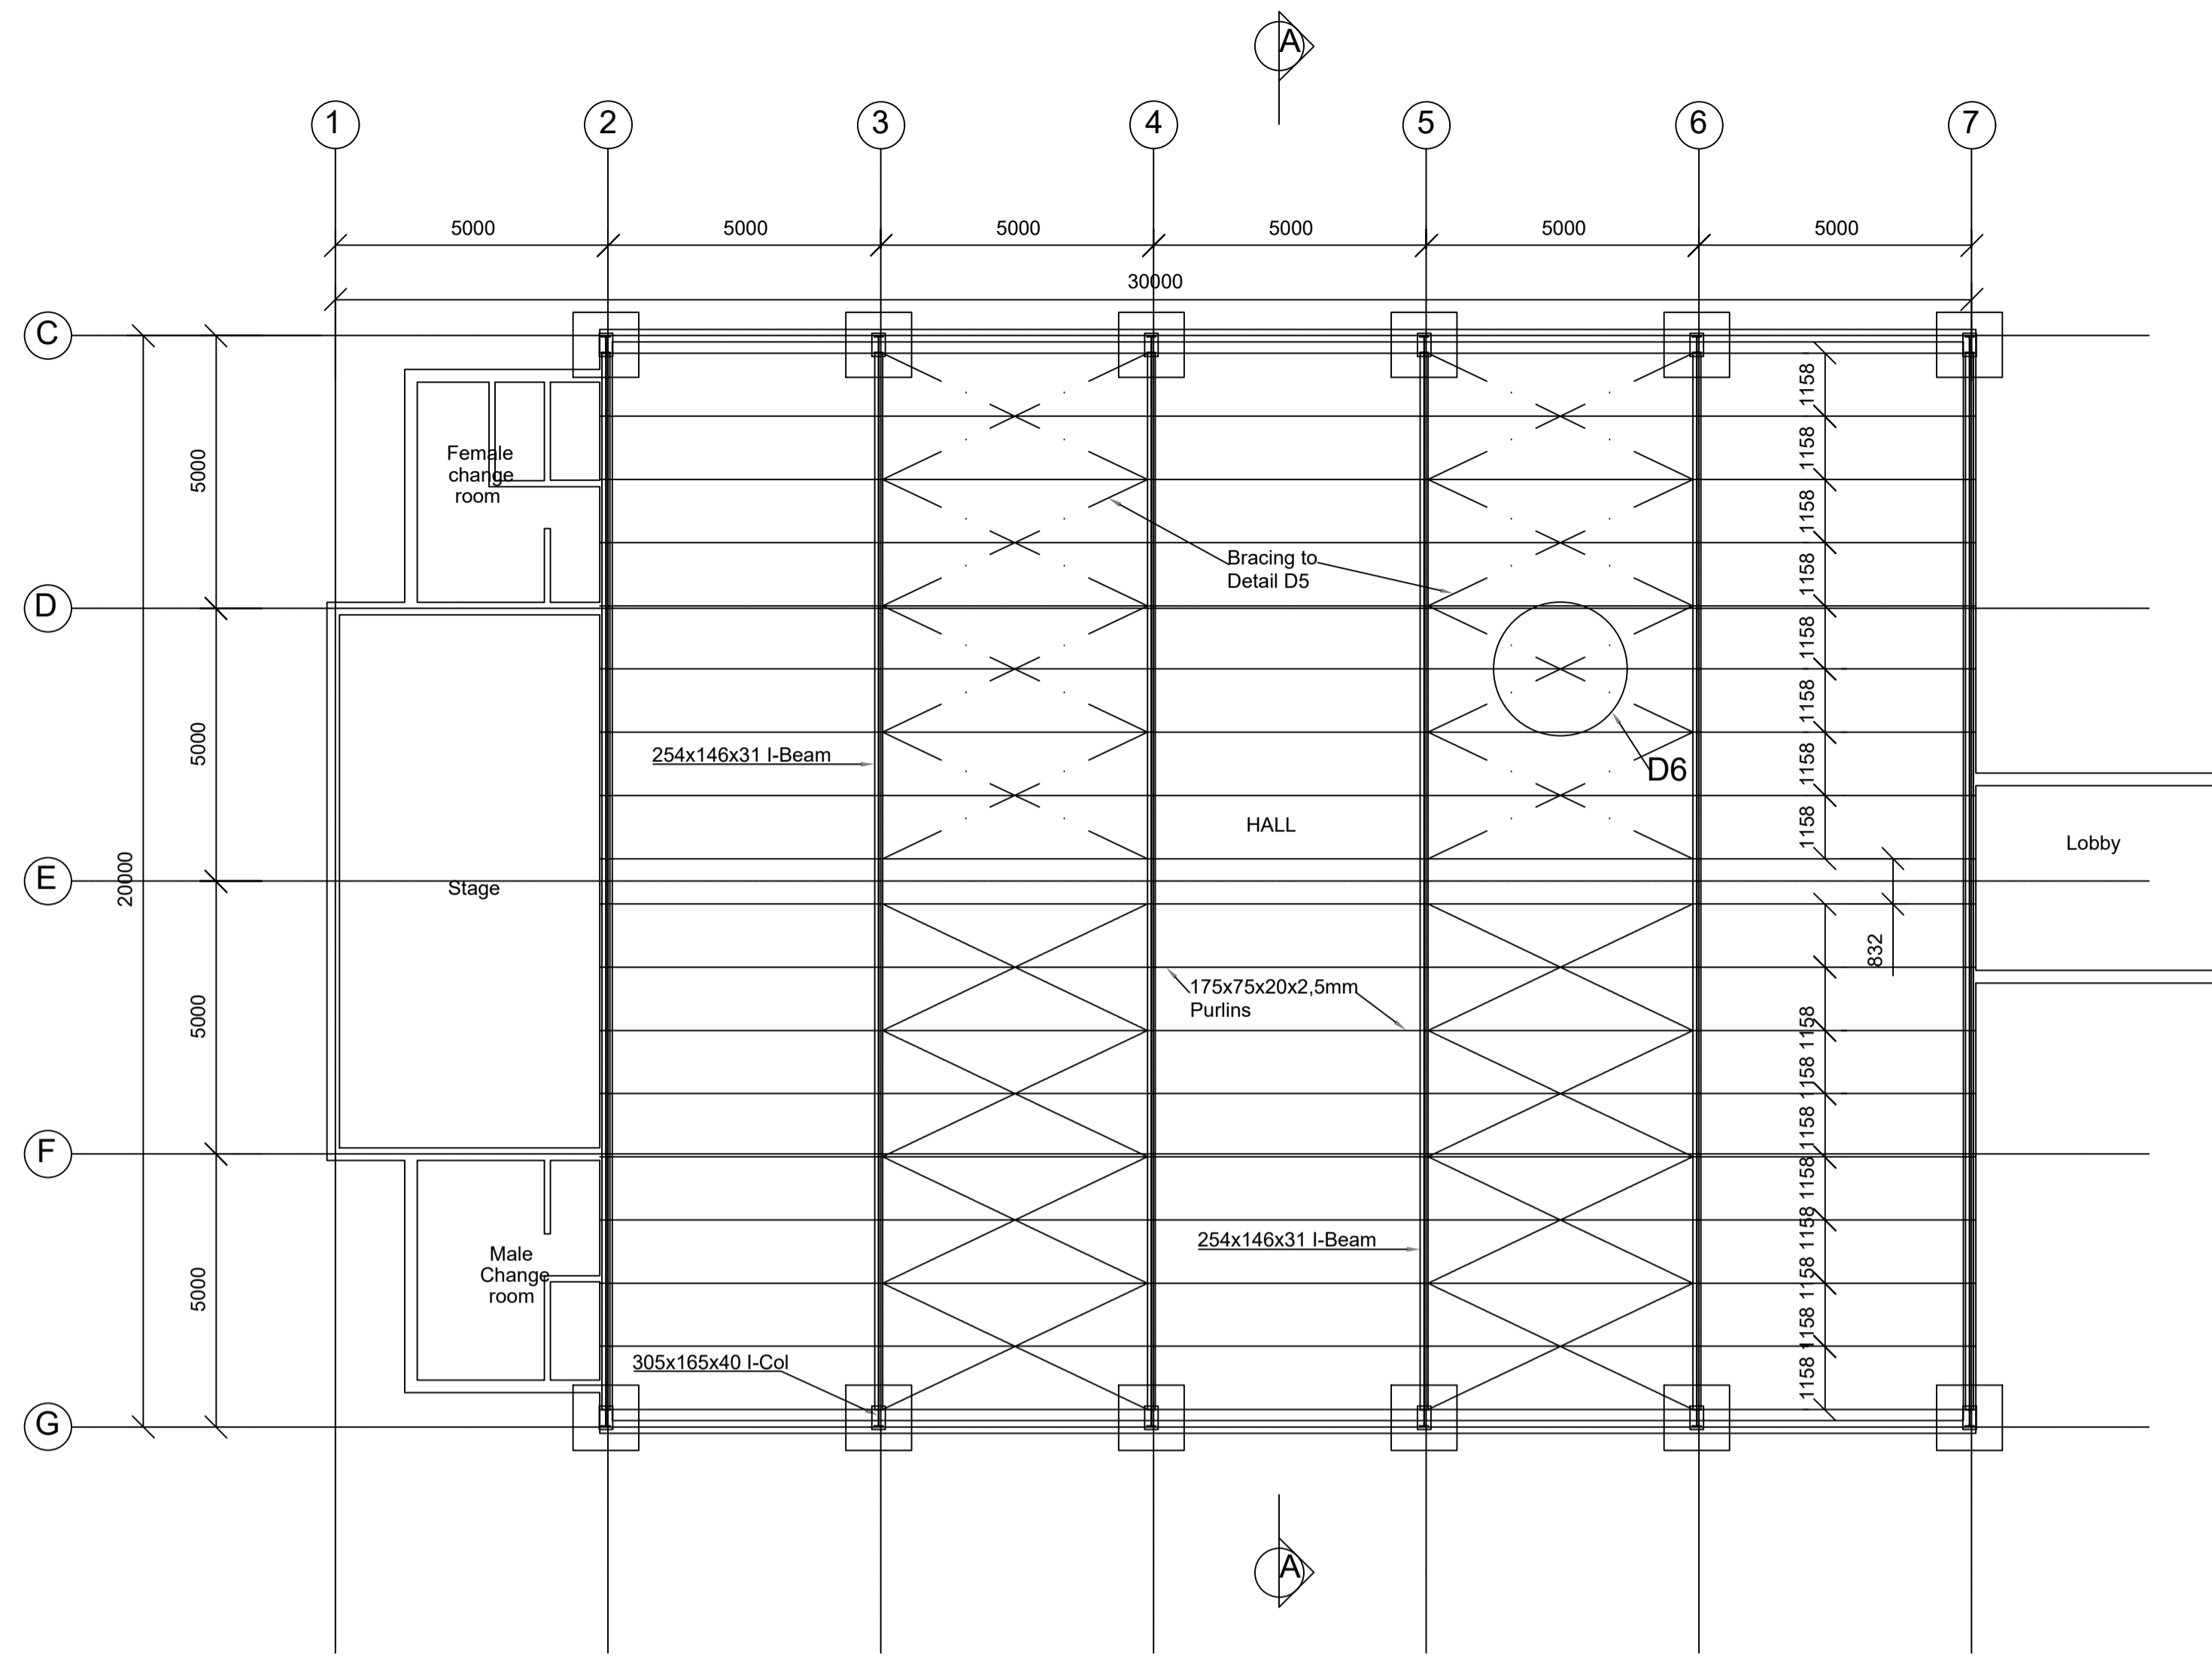 A
1
2
3
4
5
6
7
5000
5000
5000
5000
5000
5000
30000
C
D
E
F
G
5000
5000
5000
5000
20000
1158
1158
1158
1158
1158
1158
1158
1158
Female
change
room
Bracing to
Detail D5
254x146x31 I-Beam
D6
HALL
Lobby
Stage
832
175x75x20x2,5mm
Purlins
1158
1158
1158
1158
1158
1158
1158
1158
254x146x31 I-Beam
Male
Change
room
305x165x40 I-Col
A